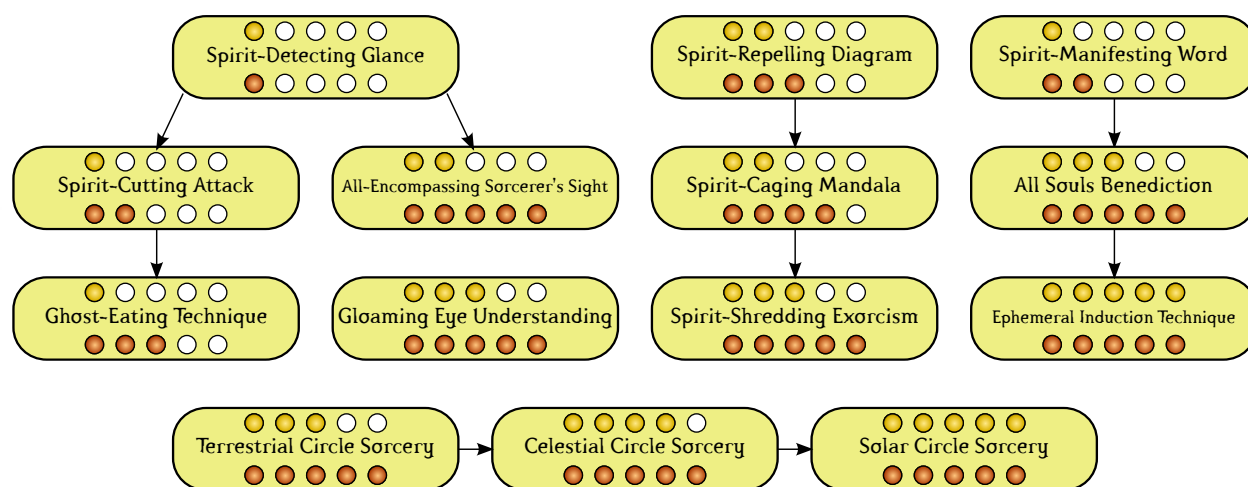 Spirit-Detecting Glance
Spirit-Repelling Diagram
Spirit-Manifesting Word
Spirit-Cutting Attack
All-Encompassing Sorcerer's Sight
Spirit-Caging Mandala
All Souls Benediction
Ghost-Eating Technique
Gloaming Eye Understanding
Spirit-Shredding Exorcism
Ephemeral Induction Technique
Terrestrial Circle Sorcery
Celestial Circle Sorcery
Solar Circle Sorcery